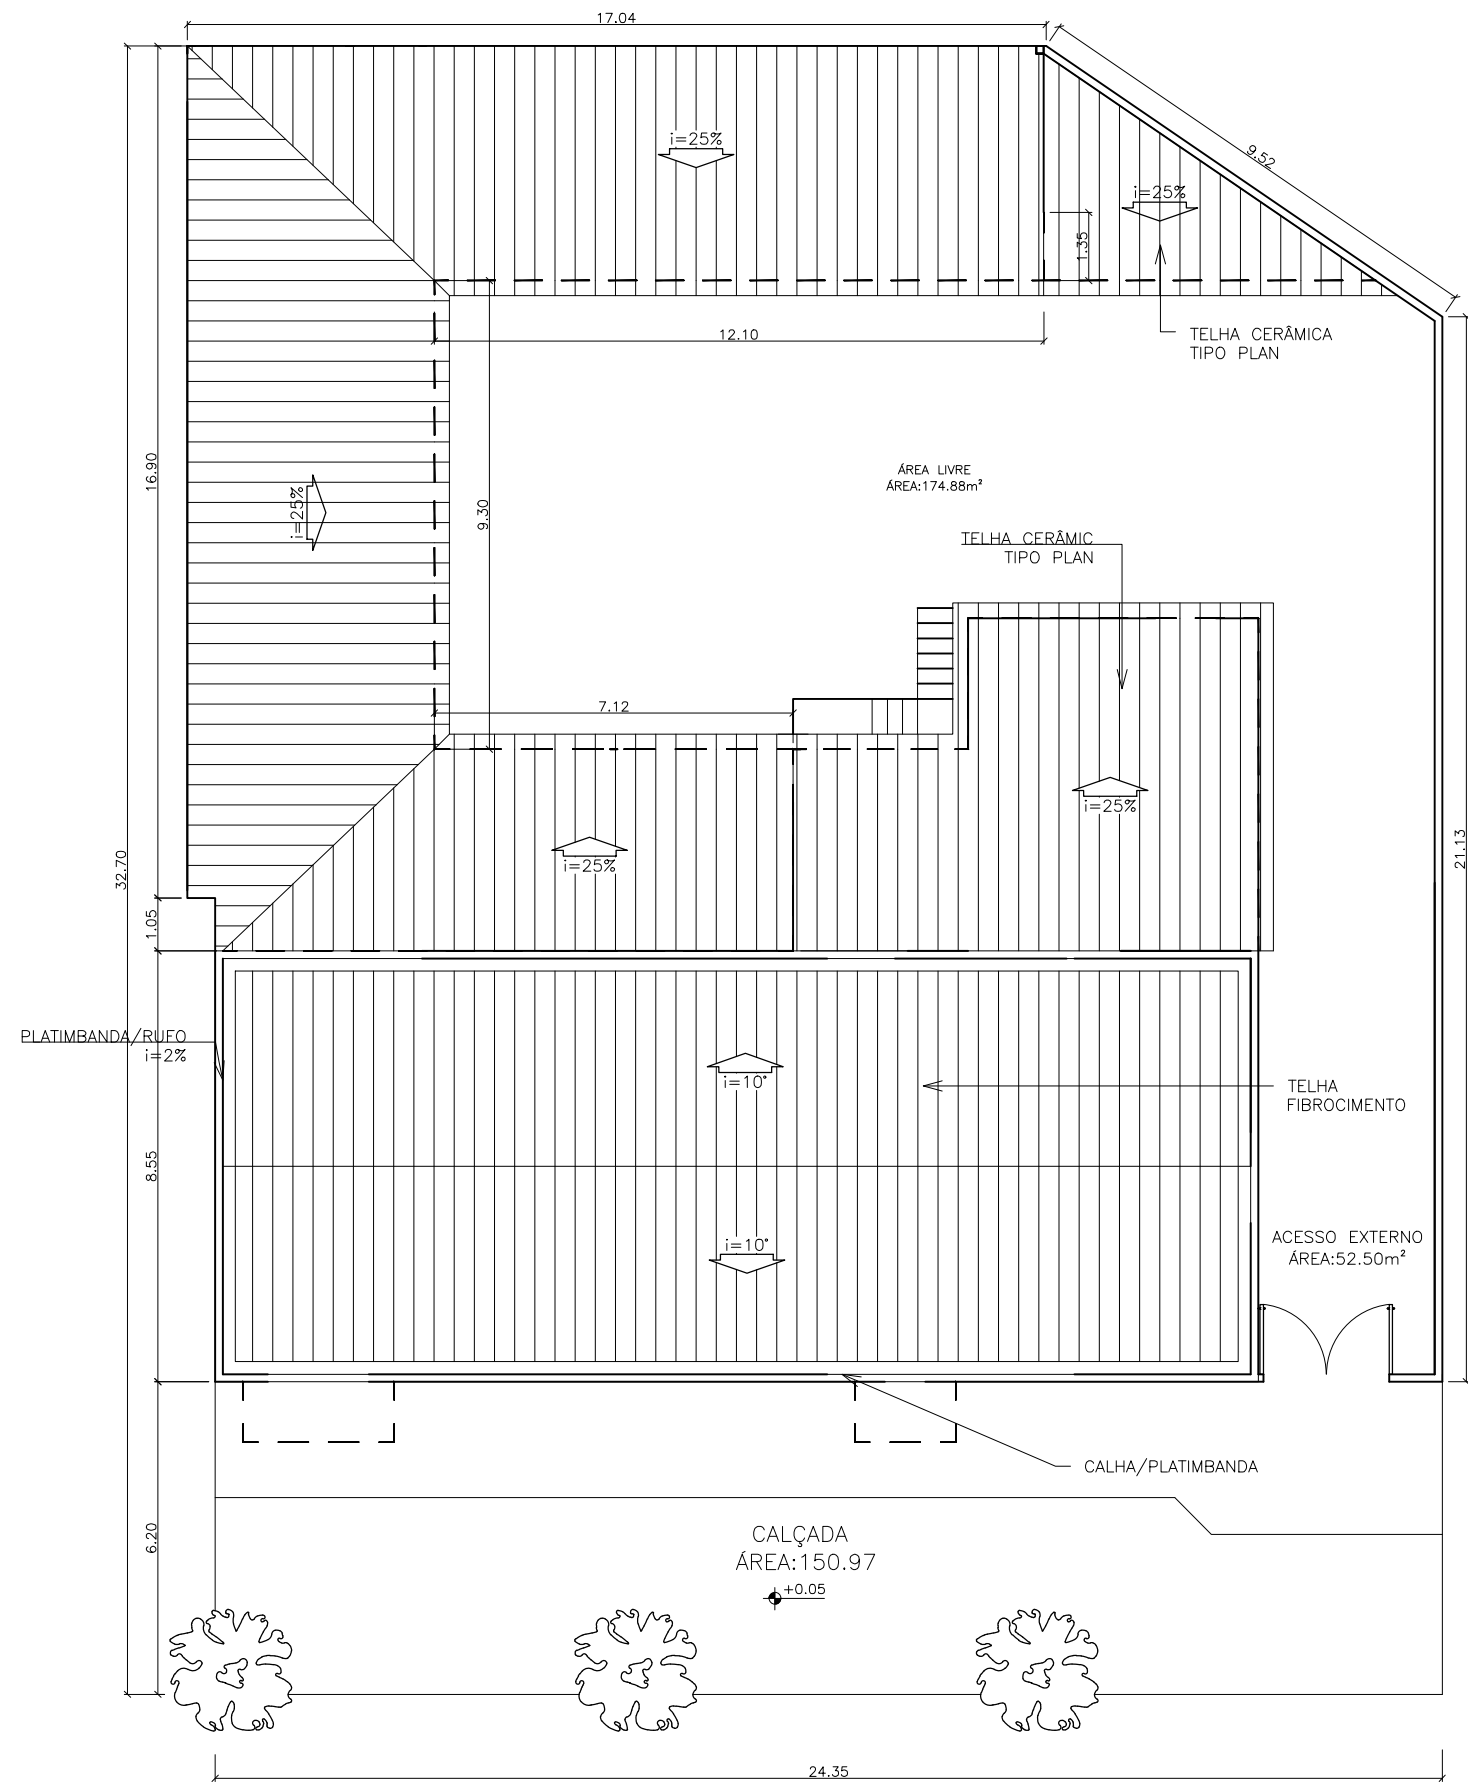 17.04
i=25%
9.52
i=25%
1.35
12.10
TELHA CERÂMICA
TIPO PLAN
16.90
ÁREA LIVRE
ÁREA:174.88m²
i=25%
9.30
TELHA CERÂMIC
TIPO PLAN
7.12
i=25%
i=25%
32.70
21.13
1.05
PLATIMBANDA/RUFO
i=2%
i=10°
TELHA
FIBROCIMENTO
8.55
i=10°
ACESSO EXTERNO
ÁREA:52.50m²
CALHA/PLATIMBANDA
6.20
CALÇADA
ÁREA:150.97
+0.05
24.35